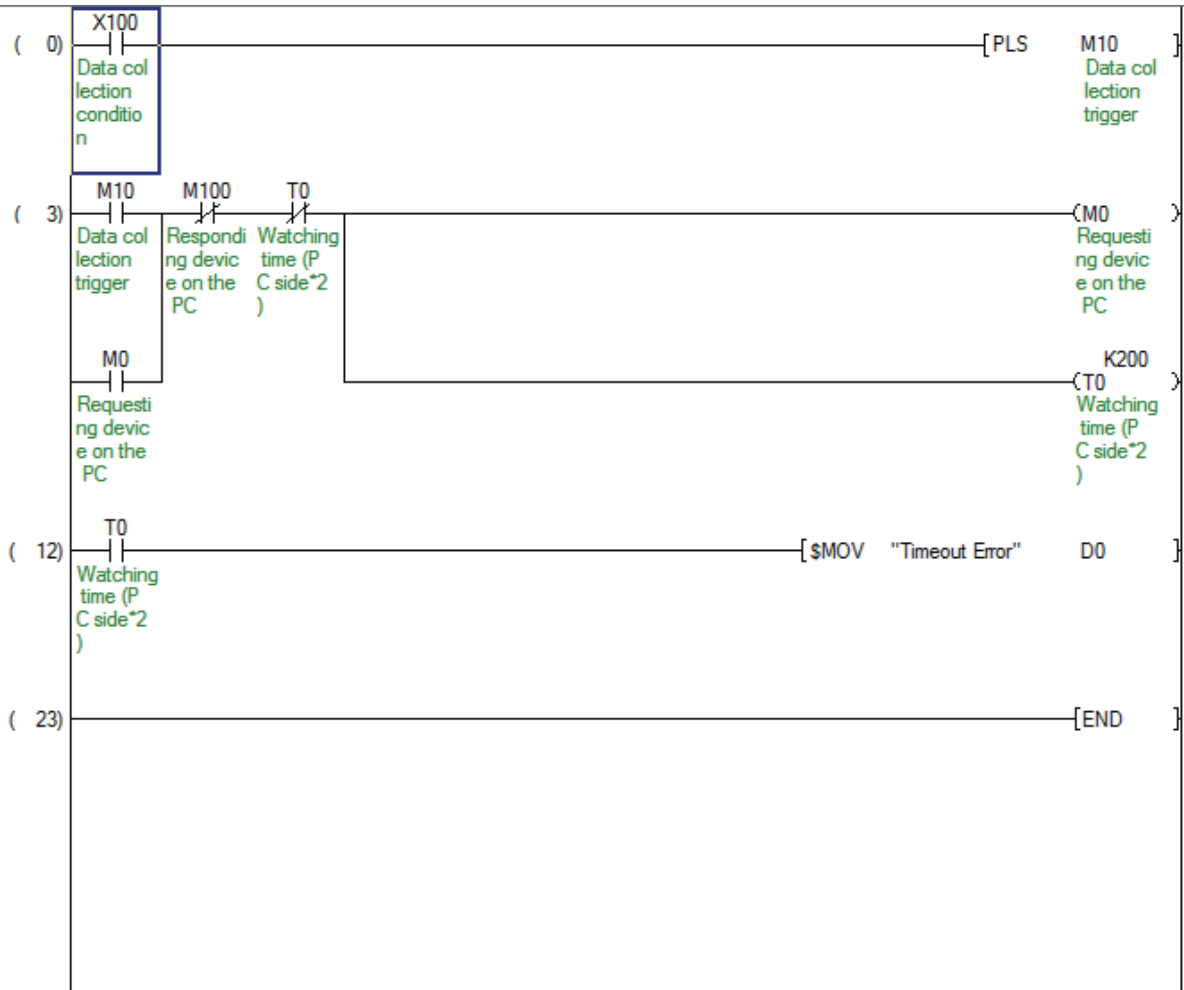 X100
( 0) [PLS M10 ]
Data col
lection
conditio
n
Data col
lection
trigger
M10 M100 T0
( 3) (M0 )
Data col
lection
trigger
Respondi
ng devic
e on the
PC
Watching
time (P
C side*2
)
Requesti
ng devic
e on the
PC
M0 K200
(T0 )
Requesti
ng devic
e on the
PC
Watching
time (P
C side*2
)
T0
( 12) [$MOV "Timeout Error" D0 ]
Watching
time (P
C side*2
)
( 23) [END ]